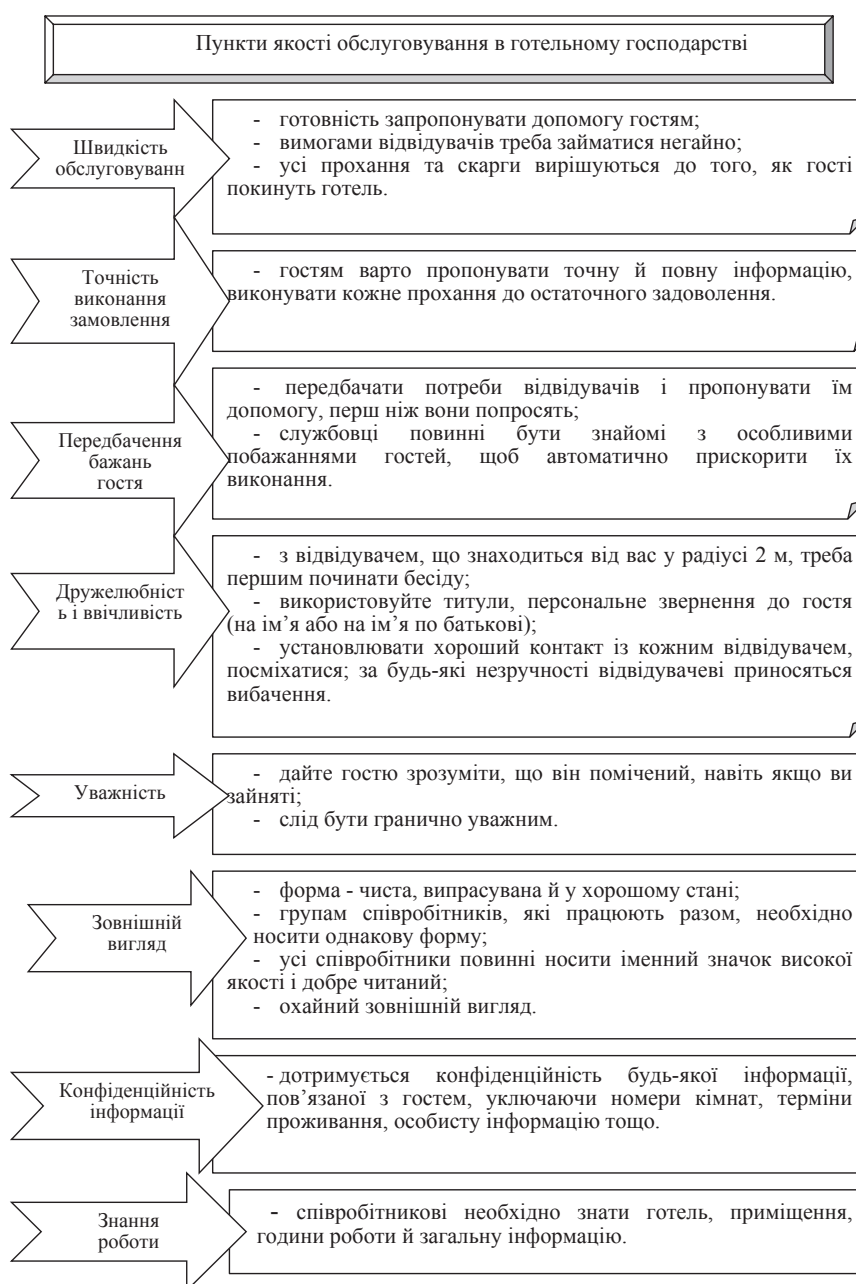 Пункти якості обслуговування в готельному господарстві
Швидкість
обслуговуванн
- готовність запропонувати допомогу гостям;
- вимогами відвідувачів треба займатися негайно;
- усі прохання та скарги вирішуються до того, як гості
покинуть готель.
Точність
виконання
замовлення
- гостям варто пропонувати точну й повну інформацію,
виконувати кожне прохання до остаточного задоволення.
Передбачення
бажань
гостя
- передбачати потреби відвідувачів і пропонувати їм
допомогу, перш ніж вони попросять;
- службовці повинні бути знайомі з особливими
побажаннями гостей, щоб автоматично прискорити їх
виконання.
Дружелюбніст
ь і ввічливість
- з відвідувачем, що знаходиться від вас у радіусі 2 м, треба
першим починати бесіду;
- використовуйте титули, персональне звернення до гостя
(на ім’я або на ім’я по батькові);
- установлювати хороший контакт із кожним відвідувачем,
посміхатися; за будь-які незручності відвідувачеві приносяться
вибачення.
Уважність
- дайте гостю зрозуміти, що він помічений, навіть якщо ви
зайняті;
- слід бути гранично уважним.
Зовнішній
вигляд
- форма - чиста, випрасувана й у хорошому стані;
- групам співробітників, які працюють разом, необхідно
носити однакову форму;
- усі співробітники повинні носити іменний значок високої
якості і добре читаний;
- охайний зовнішній вигляд.
Конфіденційність
інформації
- дотримується конфіденційність будь-якої інформації,
пов’язаної з гостем, уключаючи номери кімнат, терміни
проживання, особисту інформацію тощо.
Знання
роботи
- співробітникові необхідно знати готель, приміщення,
години роботи й загальну інформацію.